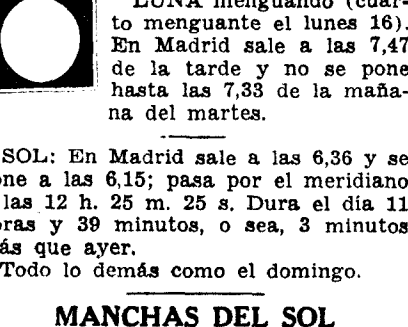 LUNA menguando (cuar-
to menguante el lunes 16).
En Madrid sale a las 7,47
de la tarde y no se pone
hasta las 7,33 de la maña-
na del martes.
SOL: En Madrid sale a las 6,36 y se
one a las 6,15; pasa por el meridiano
las 12 h. 25 m. 25 s. Dura el día 11
oras y 39 minutos, o sea, 3 minutos
ás que ayer.
Todo lo demás como el domingo.
MANCHAS DEL SOL